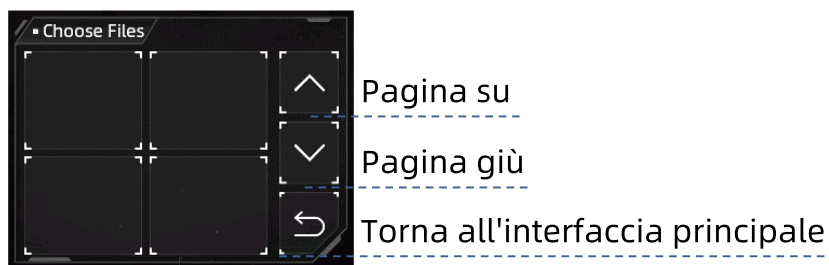 Choose Files
Pagina su
Pagina giù
Torna all'interfaccia principale